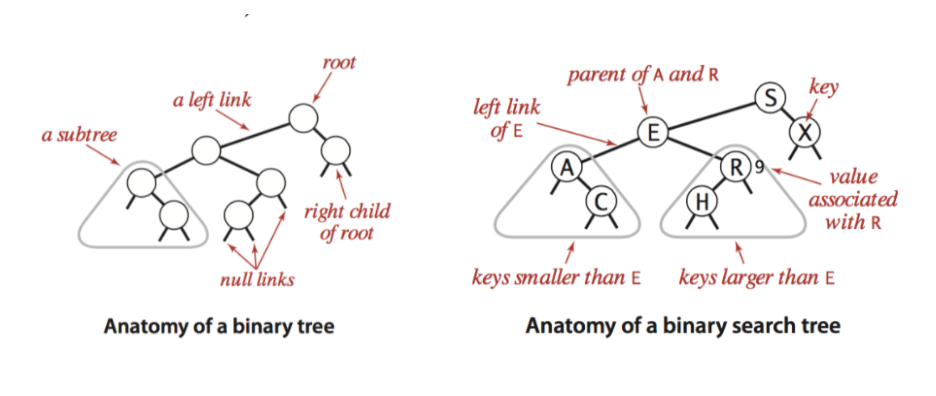 root
a left link
a subtree
right child
of root
null links
Anatomy of a binary tree
parent of A and R
key
left link
of E
S
E
X
A
R 9
C
H
value
associated
with R
keys smaller than E
keys larger than E
Anatomy of a binary search tree